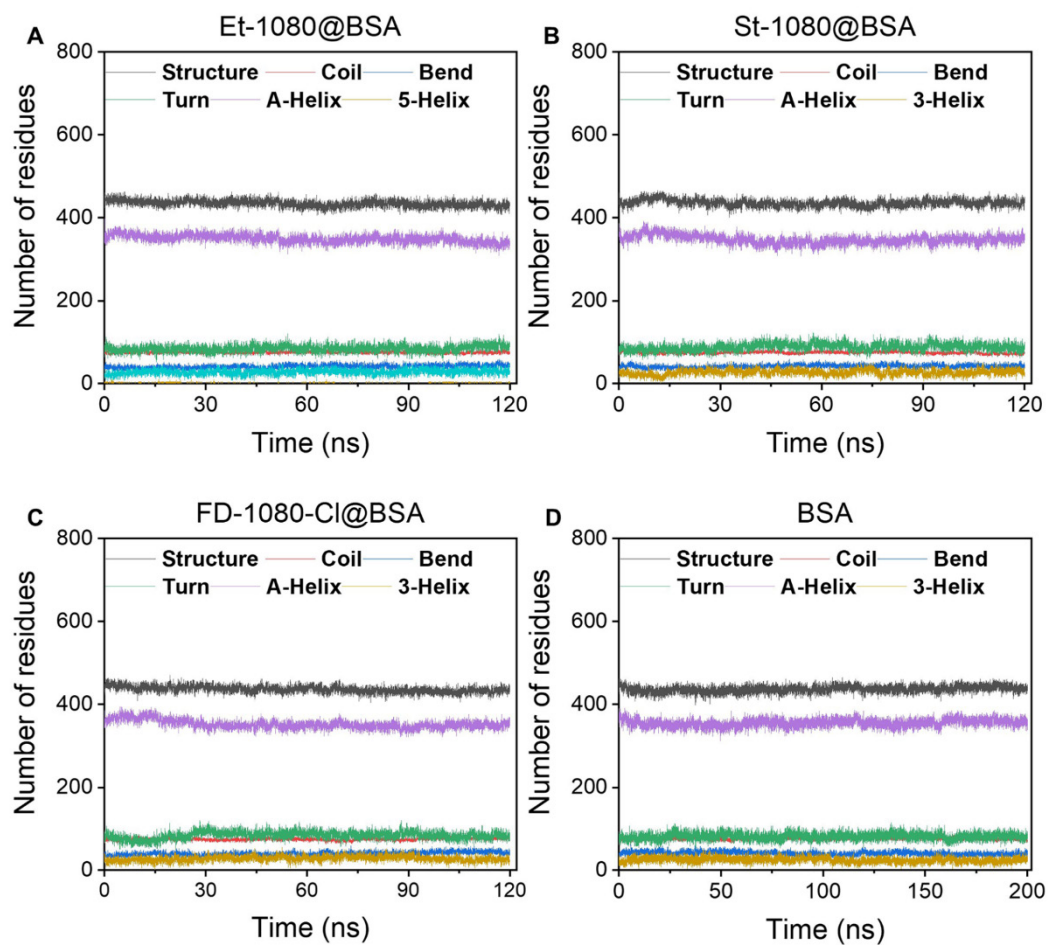 A Et-1080@BSA
800
600
400
200
0
Structure Coil Bend
Turn A-Helix 5-Helix
Number of residues
0 30 60 90 120
Time (ns)
B St-1080@BSA
800
600
400
200
0
Structure Coil Bend
Turn A-Helix 3-Helix
Number of residues
0 30 60 90 120
Time (ns)
C FD-1080-Cl@BSA
800
600
400
200
0
Structure Coil Bend
Turn A-Helix 3-Helix
Number of residues
0 30 60 90 120
Time (ns)
D BSA
800
600
400
200
0
Structure Coil Bend
Turn A-Helix 3-Helix
Number of residues
0 50 100 150 200
Time (ns)